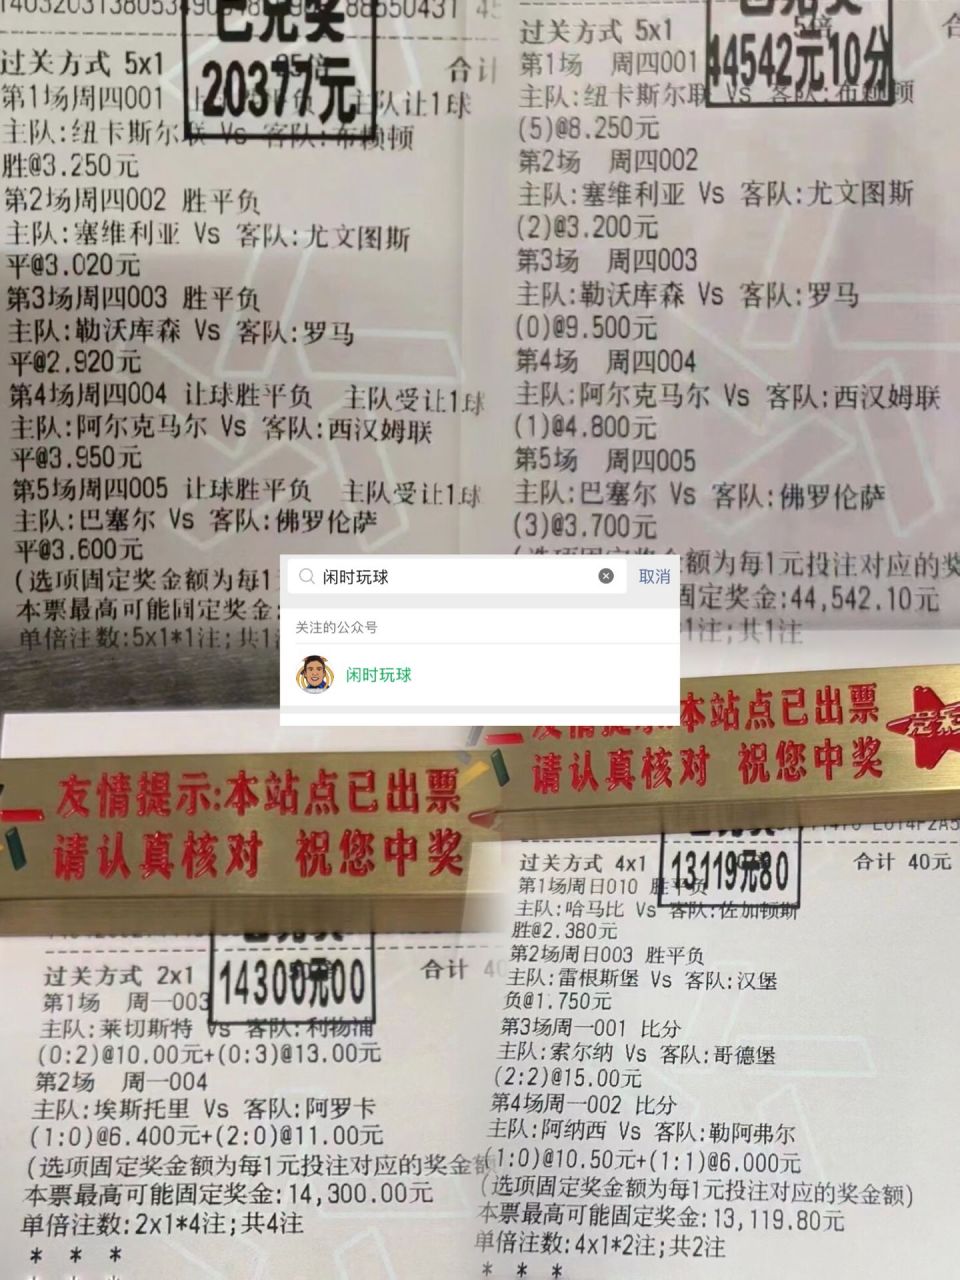 已兑奖
20377元
过关方式 5x1
合计
第1场周四001
主队让1球
主队:纽卡斯尔联 Vs 客队:布赖顿
胜@3.250元
第2场周四002 胜平负
主队:塞维利亚 Vs 客队:尤文图斯
平@3.020元
第3场周四003 胜平负
主队:勒沃库森 Vs 客队:罗马
平@2.920元
第4场周四004 让球胜平负 主队受让1球
主队:阿尔克马尔 Vs 客队:西汉姆联
平@3.950元
第5场周四005 让球胜平负 主队受让1球
主队:巴塞尔 Vs 客队:佛罗伦萨
平@3.600元
(选项固定奖金额为每1
本票最高可能固定奖金:
单倍注数:5x1*1注;共1
44542元10分
过关方式 5x1
第1场 周四001
主队:纽卡斯尔联 Vs 客队:布赖顿
(5)@8.250元
第2场 周四002
主队:塞维利亚 Vs 客队:尤文图斯
(2)@3.200元
第3场 周四003
主队:勒沃库森 Vs 客队:罗马
(0)@9.500元
第4场 周四004
主队:阿尔克马尔 Vs 客队:西汉姆联
(1)@4.800元
第5场 周四005
主队:巴塞尔 Vs 客队:佛罗伦萨
(3)@3.700元
额为每1元投注对应的奖
固定奖金:44,542.10元
1注;共1注
闲时玩球
取消
关注的公众号
闲时玩球
友情提示:本站点已出票
请认真核对 祝您中奖
友情提示:本站点已出票
请认真核对 祝您中奖
过关方式 2x1
合计 40
14300元00
第1场 周一003
主队:莱切斯特 Vs 客队:利物浦
(0:2)@10.00元+(0:3)@13.00元
第2场 周一004
主队:埃斯托里 Vs 客队:阿罗卡
(1:0)@6.400元+(2:0)@11.00元
(选项固定奖金额为每1元投注对应的奖金额
本票最高可能固定奖金:14,300.00元
单倍注数:2x1*4注;共4注
* * *
过关方式 4x1
13119元80
合计 40元
第1场周日010 胜平负
主队:哈马比 Vs 客队:佐加顿斯
胜@2.380元
第2场周日003 胜平负
主队:雷根斯堡 Vs 客队:汉堡
负@1.750元
第3场周一001 比分
主队:索尔纳 Vs 客队:哥德堡
(2:2)@15.00元
第4场周一002 比分
主队:阿纳西 Vs 客队:勒阿弗尔
(1:0)@10.50元+(1:1)@6.000元
(选项固定奖金额为每1元投注对应的奖金额)
本票最高可能固定奖金:13,119.80元
单倍注数:4x1*2注;共2注
* * *